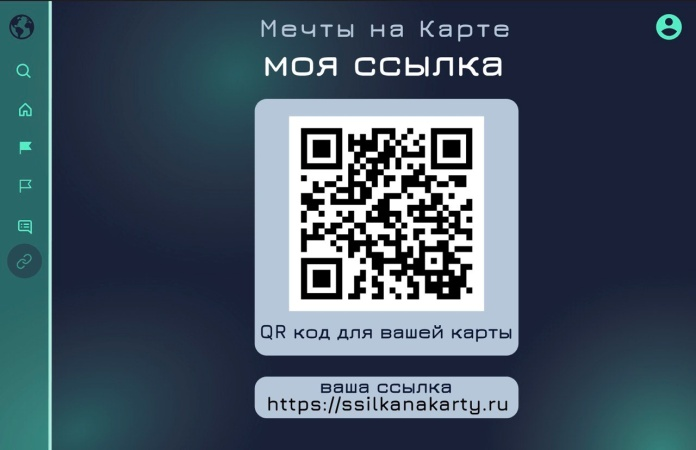 Мечты на Карте
моя ссылка
QR код для вашей карты
ваша ссылка
https://ssilkanakarty.ru